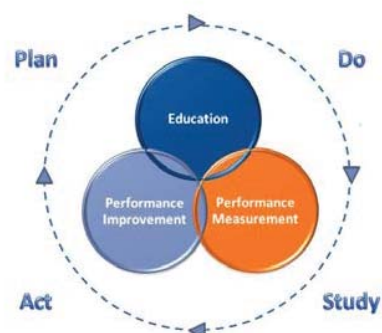 Plan
Do
Education
Performance
Improvement
Performance
Measurement
Act
Study